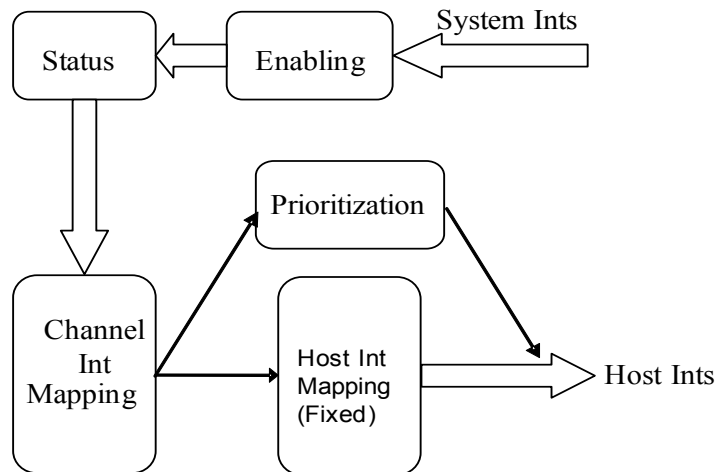 System Ints
Status
Enabling
Prioritization
Channel
Int
Mapping
Host Int
Mapping
(Fixed)
Host Ints